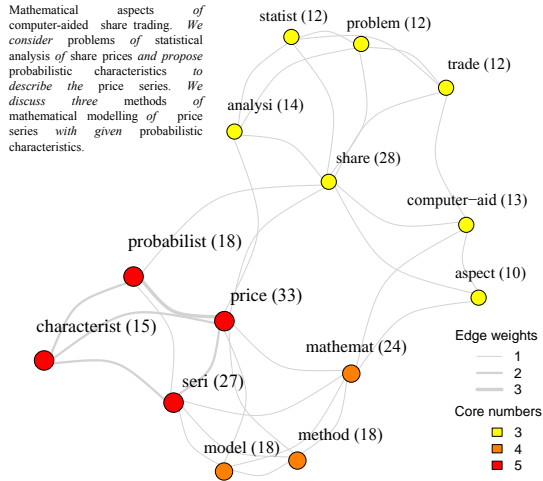 Mathematical aspects of
computer-aided share trading. We
consider problems of statistical
analysis of share prices and propose
probabilistic characteristics to
describe the price series. We
discuss three methods of
mathematical modelling of price
series with given probabilistic
characteristics.
statist (12)
problem (12)
trade (12)
analysi (14)
share (28)
computer−aid (13)
probabilist (18)
aspect (10)
price (33)
characterist (15)
mathemat (24)
seri (27)
model (18)
method (18)
Edge weights
1
2
3
Core numbers
3
4
5